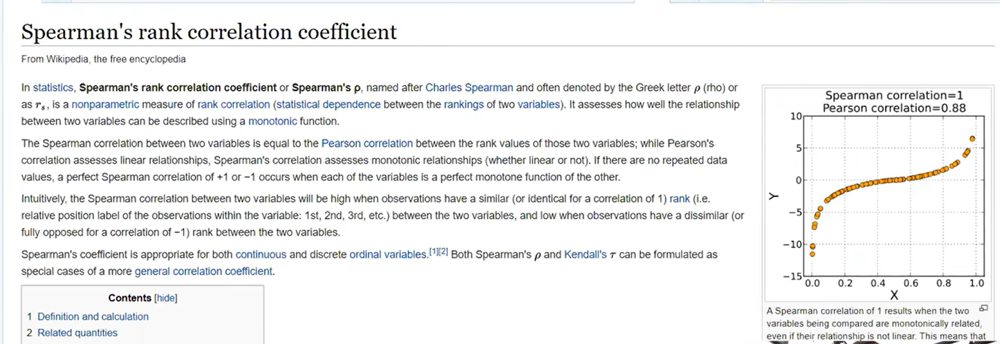 Spearman's rank correlation coefficient
From Wikipedia, the free encyclopedia
In statistics, Spearman's rank correlation coefficient or Spearman's ρ, named after Charles Spearman and often denoted by the Greek letter ρ (rho) or
as rₛ, is a nonparametric measure of rank correlation (statistical dependence between the rankings of two variables). It assesses how well the relationship
between two variables can be described using a monotonic function.
The Spearman correlation between two variables is equal to the Pearson correlation between the rank values of those two variables; while Pearson's
correlation assesses linear relationships, Spearman's correlation assesses monotonic relationships (whether linear or not). If there are no repeated data
values, a perfect Spearman correlation of +1 or −1 occurs when each of the variables is a perfect monotone function of the other.
Intuitively, the Spearman correlation between two variables will be high when observations have a similar (or identical for a correlation of 1) rank (i.e.
relative position label of the observations within the variable: 1st, 2nd, 3rd, etc.) between the two variables, and low when observations have a dissimilar (or
fully opposed for a correlation of −1) rank between the two variables.
Spearman's coefficient is appropriate for both continuous and discrete ordinal variables.[1][2] Both Spearman's ρ and Kendall's τ can be formulated as
special cases of a more general correlation coefficient.
Contents [hide]
1 Definition and calculation
2 Related quantities
Spearman correlation=1
Pearson correlation=0.88
10
5
0
−5
−10
−15
Y
0.0 0.2 0.4 0.6 0.8 1.0
X
A Spearman correlation of 1 results when the two
variables being compared are monotonically related,
even if their relationship is not linear. This means that